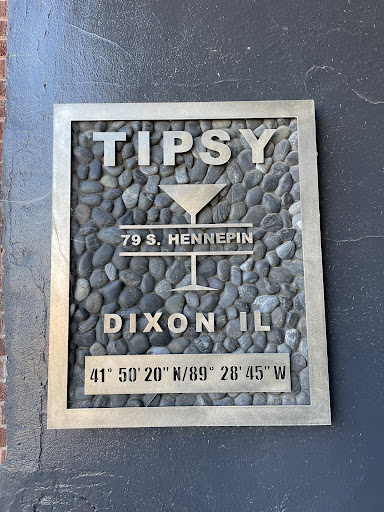 TIPSY
79 S. HENNEPIN
DIXON IL
41° 50' 20" N/89° 28' 45" W